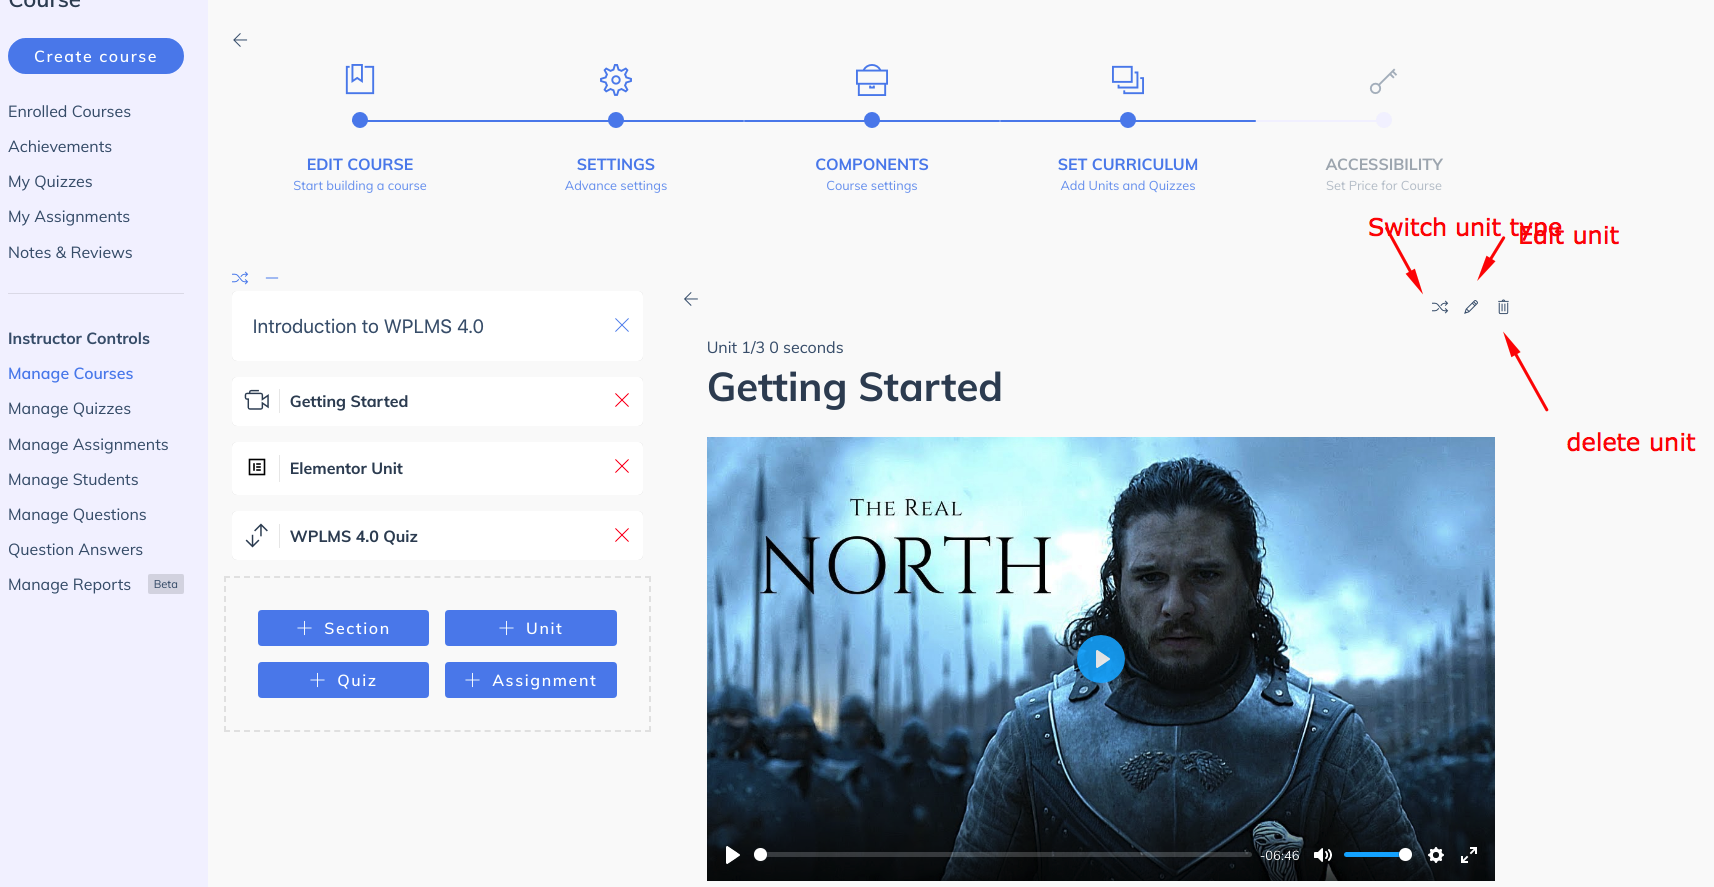 Course
Create course
Enrolled Courses
Achievements
My Quizzes
My Assignments
Notes & Reviews
Instructor Controls
Manage Courses
Manage Quizzes
Manage Assignments
Manage Students
Manage Questions
Question Answers
Manage Reports Beta
EDIT COURSE
Start building a course
SETTINGS
Advance settings
COMPONENTS
Course settings
SET CURRICULUM
Add Units and Quizzes
ACCESSIBILITY
Set Price for Course
Switch unit type
Edit unit
delete unit
Introduction to WPLMS 4.0
Getting Started
Elementor Unit
WPLMS 4.0 Quiz
+ Section
+ Unit
+ Quiz
+ Assignment
Unit 1/3 0 seconds
Getting Started
THE REAL
NORTH
-06:46